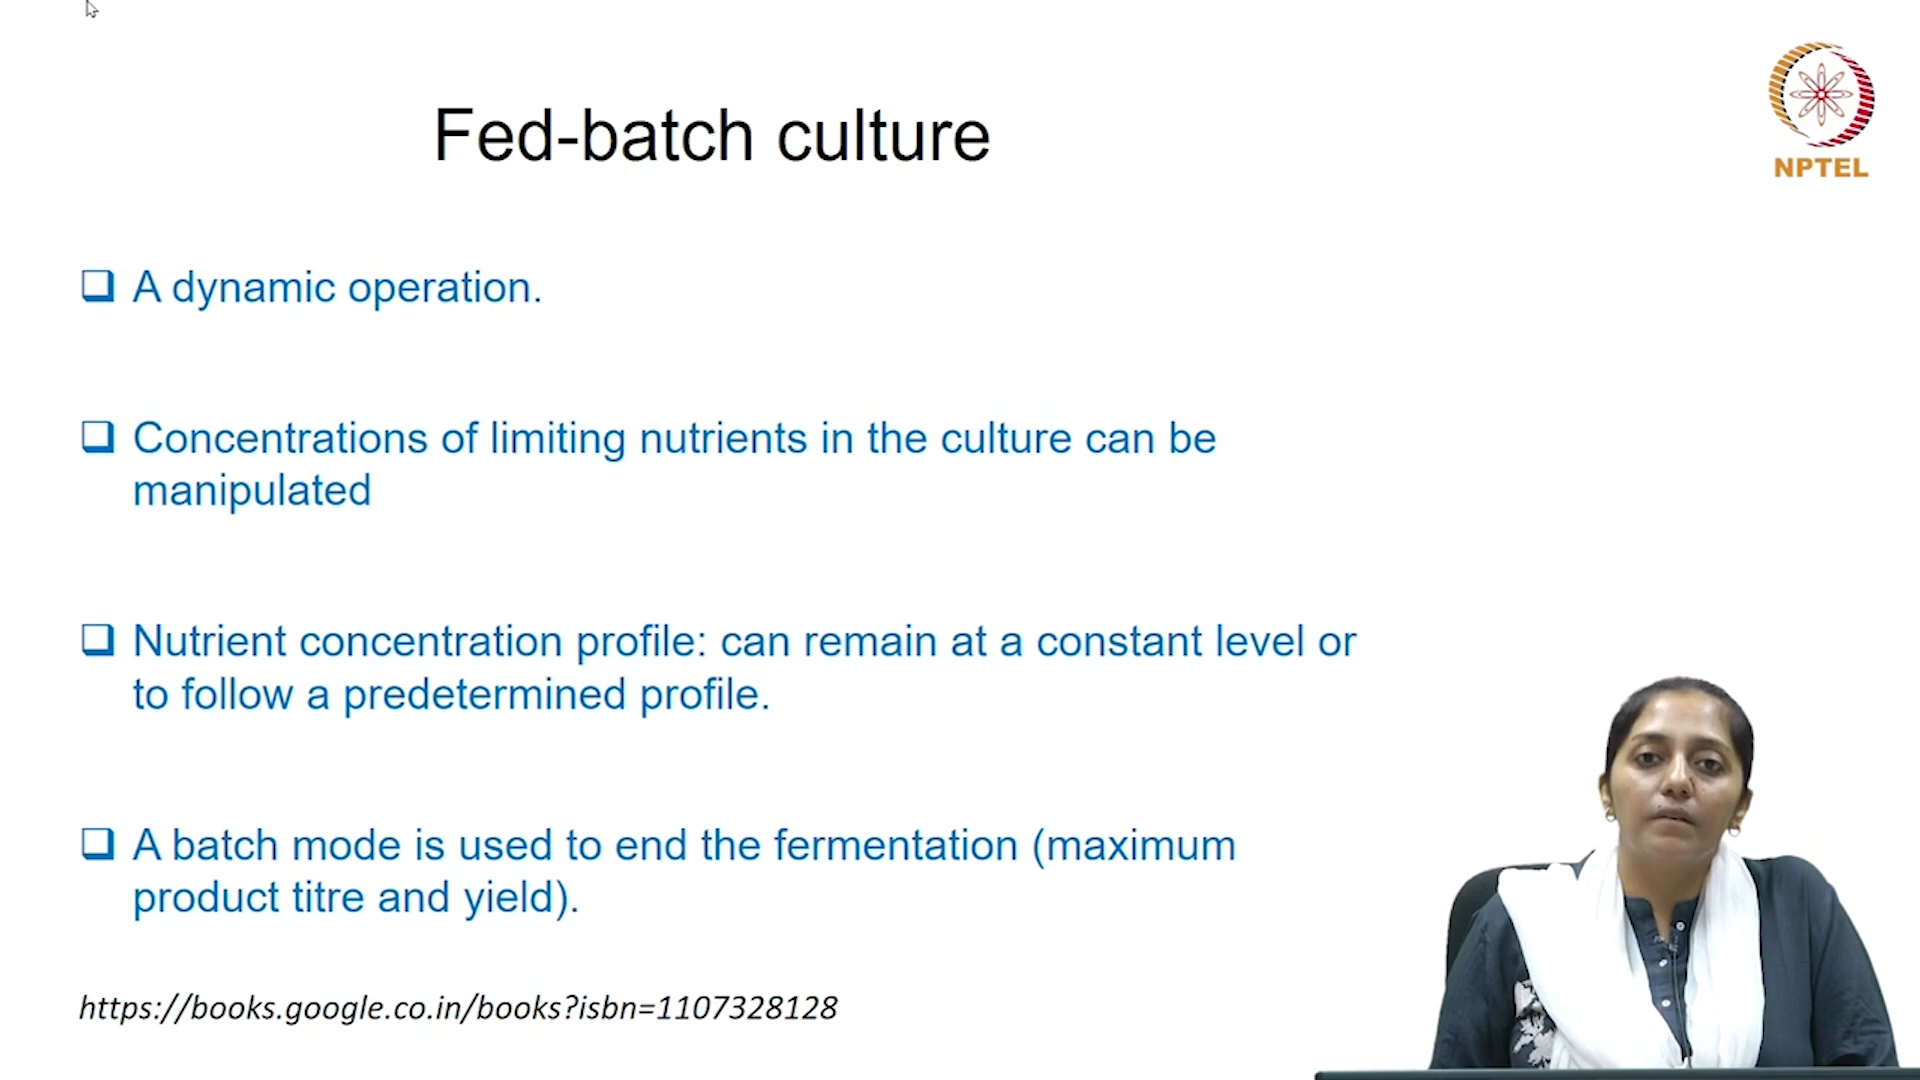 Fed-batch culture
NPTEL
A dynamic operation.
Concentrations of limiting nutrients in the culture can be
manipulated
Nutrient concentration profile: can remain at a constant level or
to follow a predetermined profile.
A batch mode is used to end the fermentation (maximum
product titre and yield).
https://books.google.co.in/books?isbn=1107328128